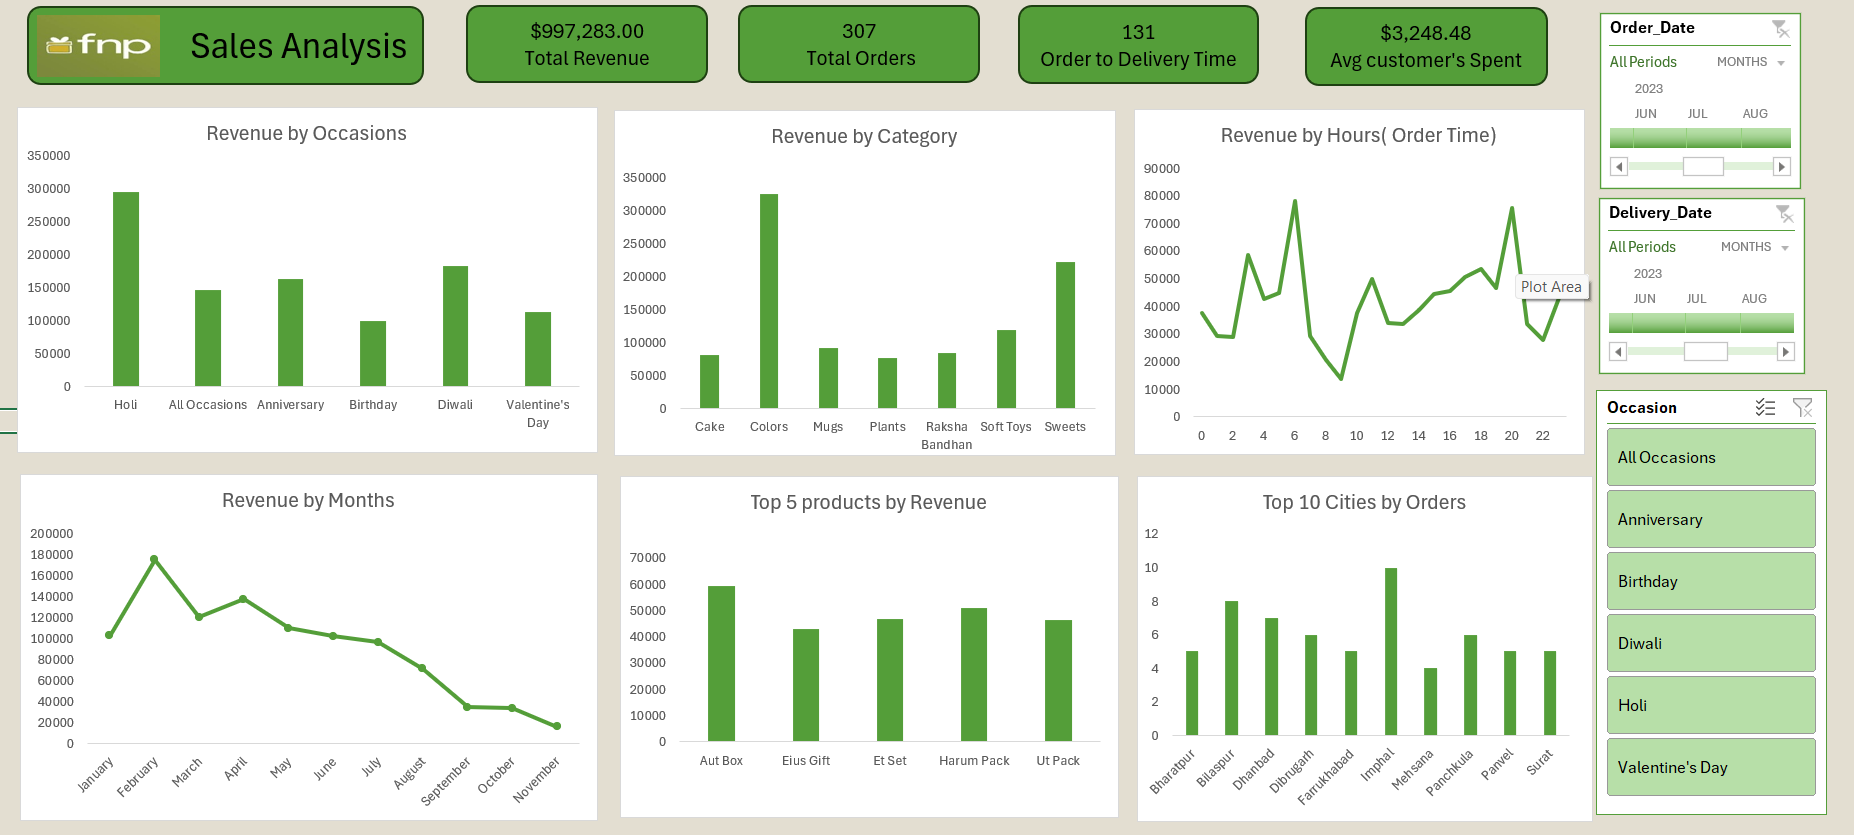 fnp
Sales Analysis
$997,283.00
Total Revenue
307
Total Orders
131
Order to Delivery Time
$3,248.48
Avg customer's Spent
Revenue by Occasions
350000
300000
250000
200000
150000
100000
50000
0
Holi
All Occasions
Anniversary
Birthday
Diwali
Valentine's
Day
Revenue by Category
350000
300000
250000
200000
150000
100000
50000
0
Cake
Colors
Mugs
Plants
Raksha
Bandhan
Soft Toys
Sweets
Revenue by Hours( Order Time)
90000
80000
70000
60000
50000
40000
30000
20000
10000
0
0 2 4 6 8 10 12 14 16 18 20 22
Plot Area
Order_Date
All Periods
MONTHS
2023
JUN JUL AUG
Delivery_Date
All Periods
MONTHS
2023
JUN JUL AUG
Occasion
All Occasions
Anniversary
Birthday
Diwali
Holi
Valentine's Day
Revenue by Months
200000
180000
160000
140000
120000
100000
80000
60000
40000
20000
0
January
February
March
April
May
June
July
August
September
October
November
Top 5 products by Revenue
70000
60000
50000
40000
30000
20000
10000
0
Aut Box
Eius Gift
Et Set
Harum Pack
Ut Pack
Top 10 Cities by Orders
12
10
8
6
4
2
0
Bharatpur
Bilaspur
Dhanbad
Dibrugarh
Farrukhabad
Imphal
Mehsana
Panchkula
Panvel
Surat